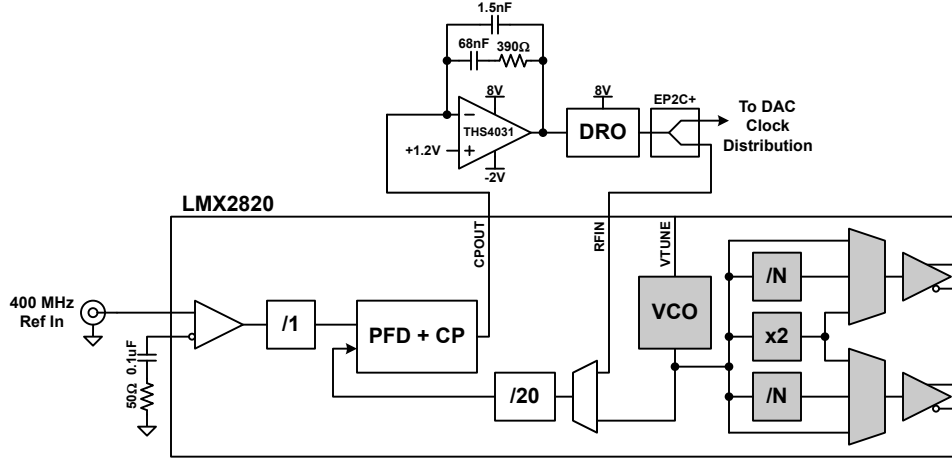 1.5nF
68nF
390Ω
8V
THS4031
+1.2V
-2V
8V
DRO
EP2C+
To DAC
Clock
Distribution
LMX2820
CPOUT
RFIN
VTUNE
400 MHz
Ref In
50Ω
0.1uF
/1
PFD + CP
/20
VCO
/N
x2
/N
−
+